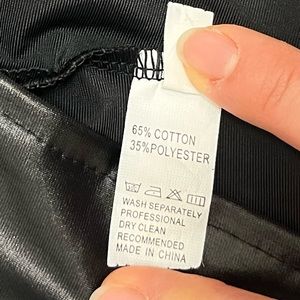 65% COTTON
35%POLYESTER
WASH SEPARATELY
PROFESSIONAL
DRY CLEAN
RECOMMENDED
MADE IN CHINA